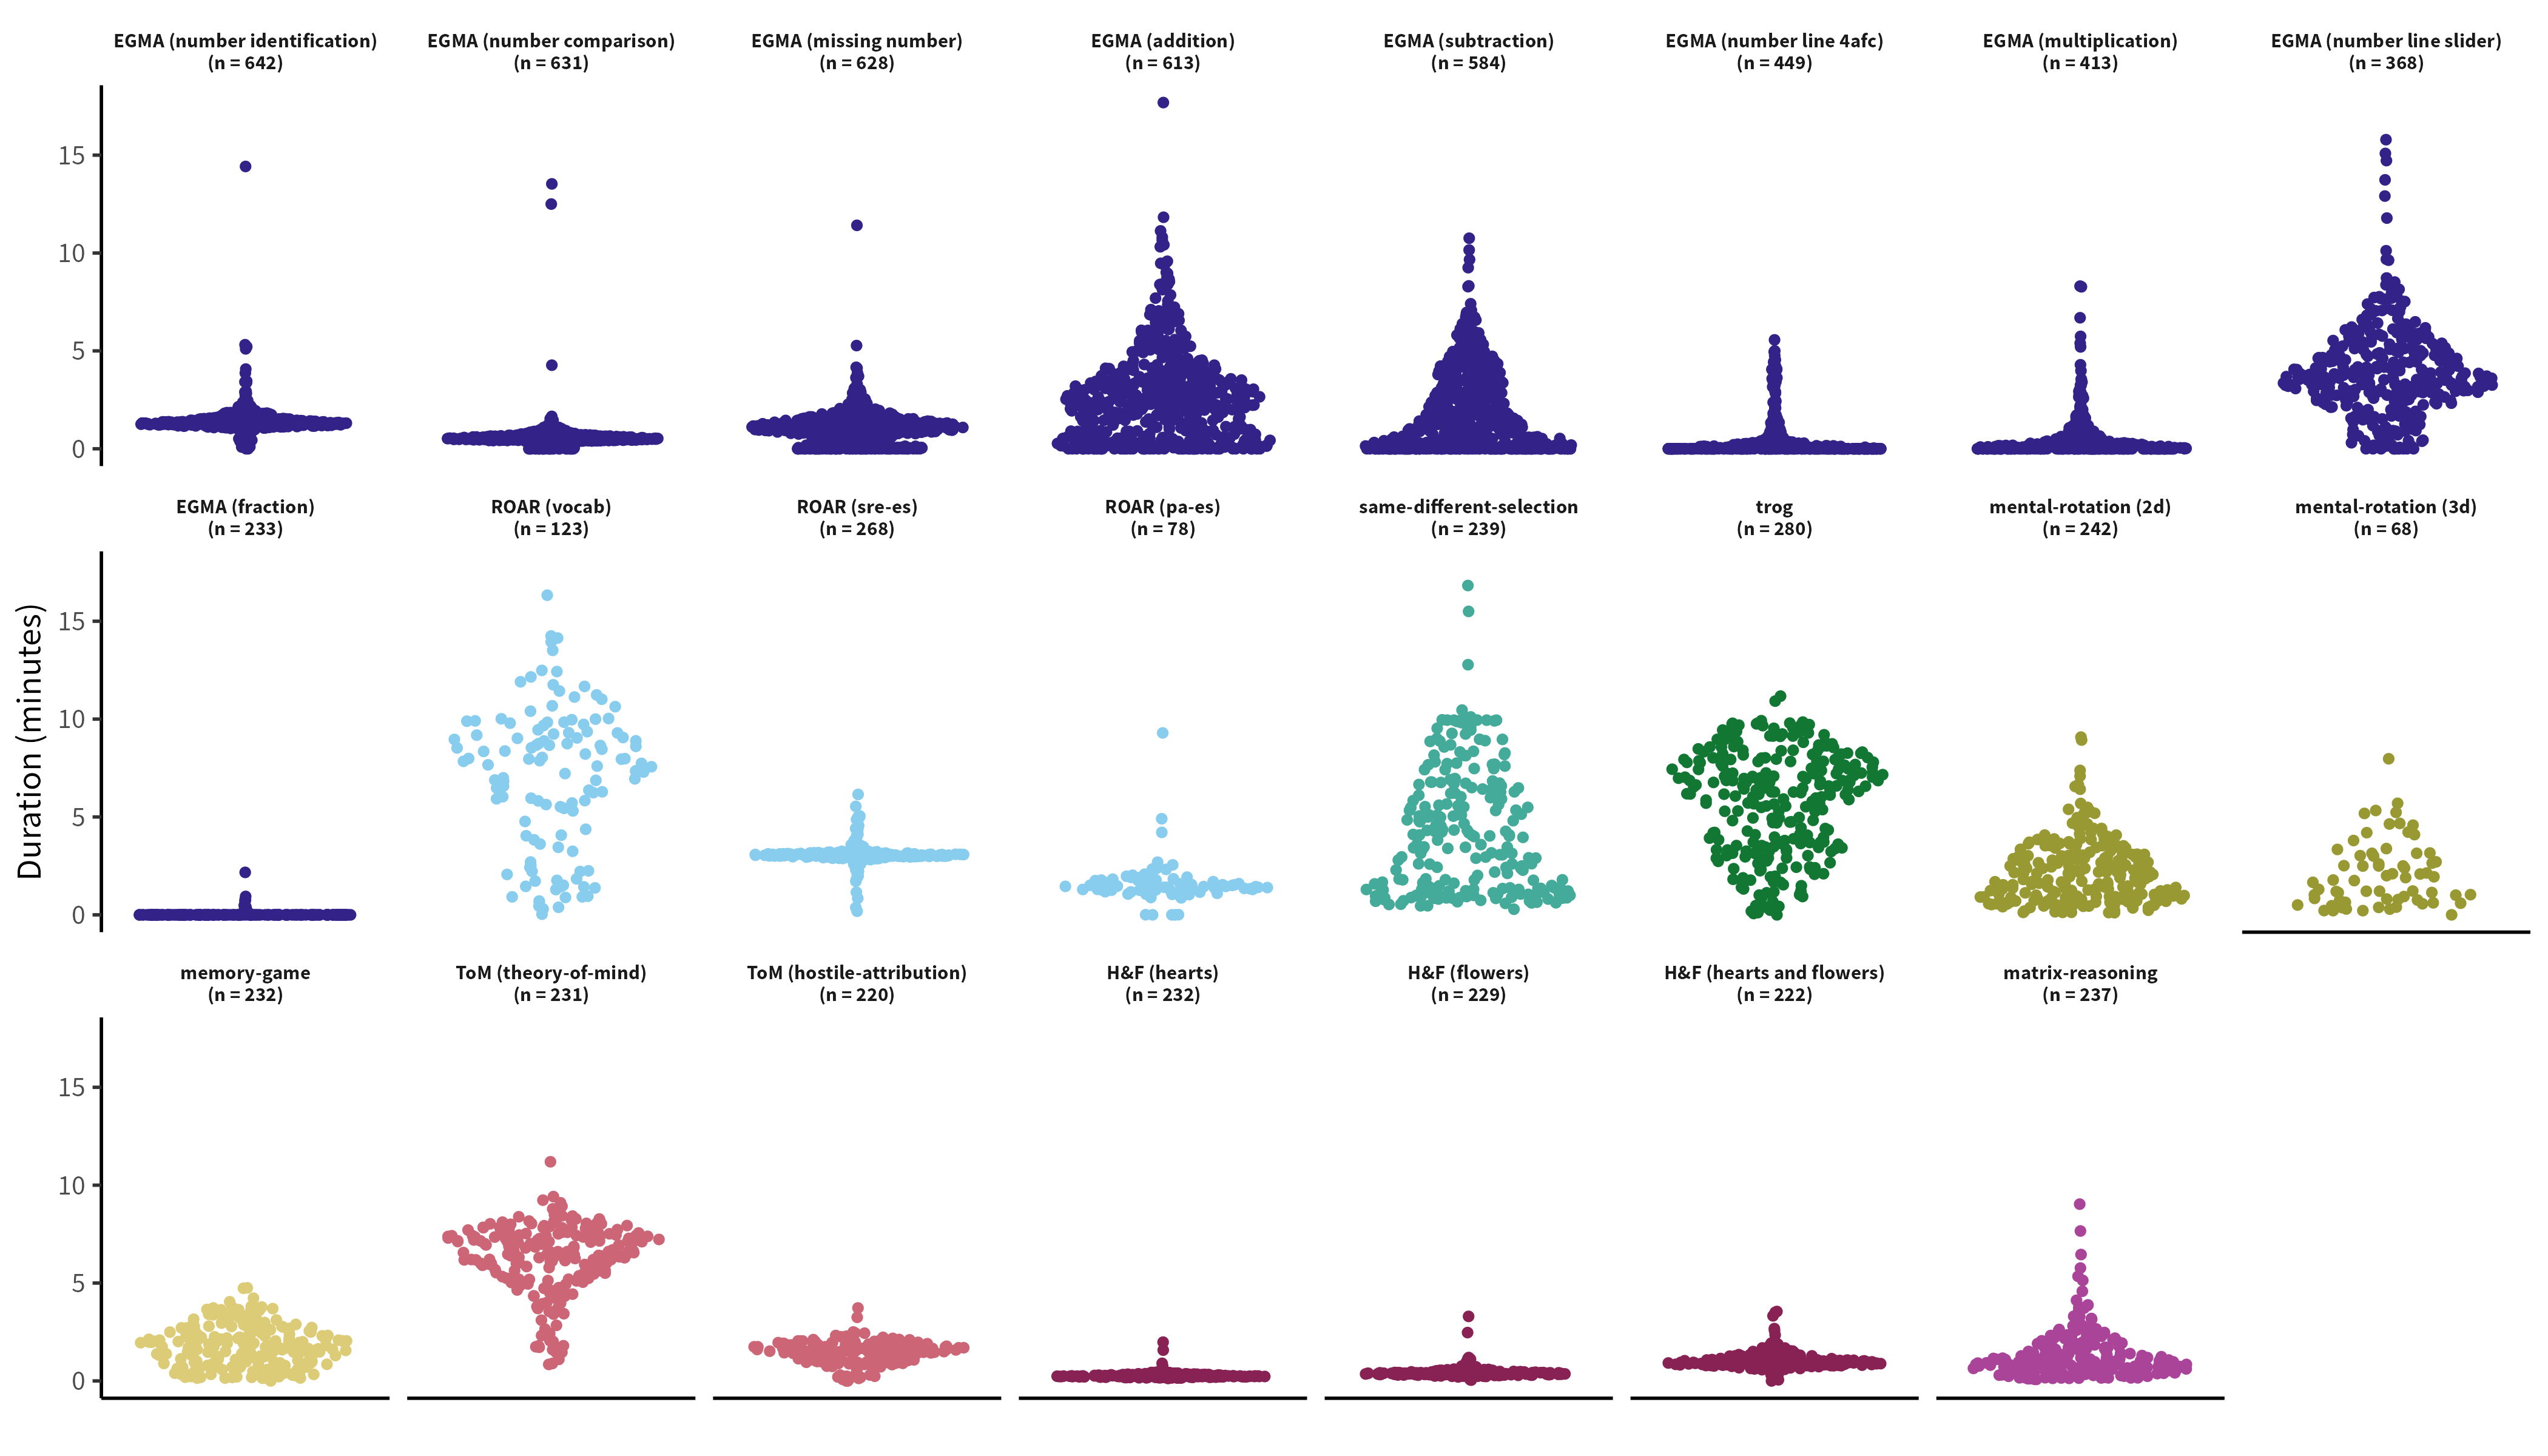 EGMA (number identification)
(n = 642)
EGMA (number comparison)
(n = 631)
EGMA (missing number)
(n = 628)
EGMA (addition)
(n = 613)
EGMA (subtraction)
(n = 584)
EGMA (number line 4afc)
(n = 449)
EGMA (multiplication)
(n = 413)
EGMA (number line slider)
(n = 368)
15
10
5
0
EGMA (fraction)
(n = 233)
ROAR (vocab)
(n = 123)
ROAR (sre-es)
(n = 268)
ROAR (pa-es)
(n = 78)
same-different-selection
(n = 239)
trog
(n = 280)
mental-rotation (2d)
(n = 242)
mental-rotation (3d)
(n = 68)
Duration (minutes)
15
10
5
0
memory-game
(n = 232)
ToM (theory-of-mind)
(n = 231)
ToM (hostile-attribution)
(n = 220)
H&F (hearts)
(n = 232)
H&F (flowers)
(n = 229)
H&F (hearts and flowers)
(n = 222)
matrix-reasoning
(n = 237)
15
10
5
0